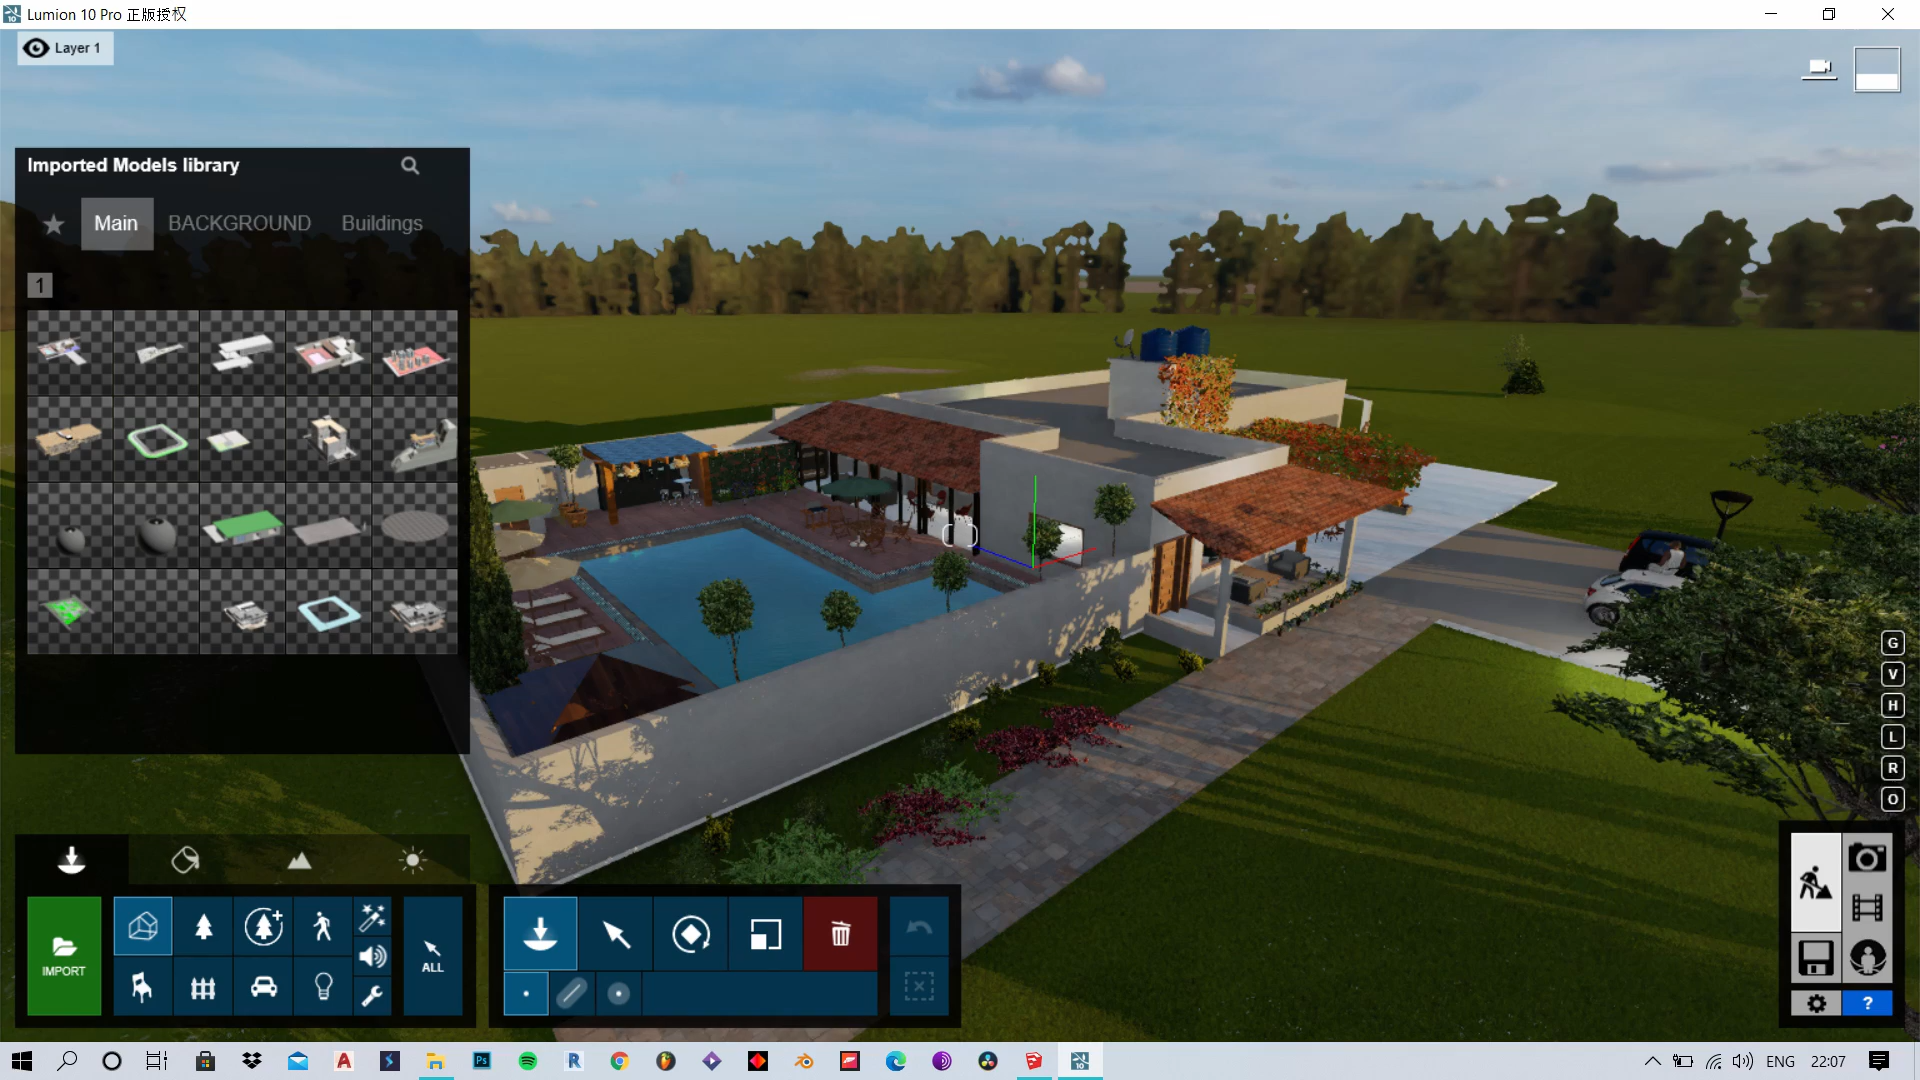 Lumion 10 Pro 正版授权
Layer 1
Imported Models library
Main BACKGROUND Buildings
1
G
V
H
L
R
O
IMPORT
ALL
?
ENG 22:07